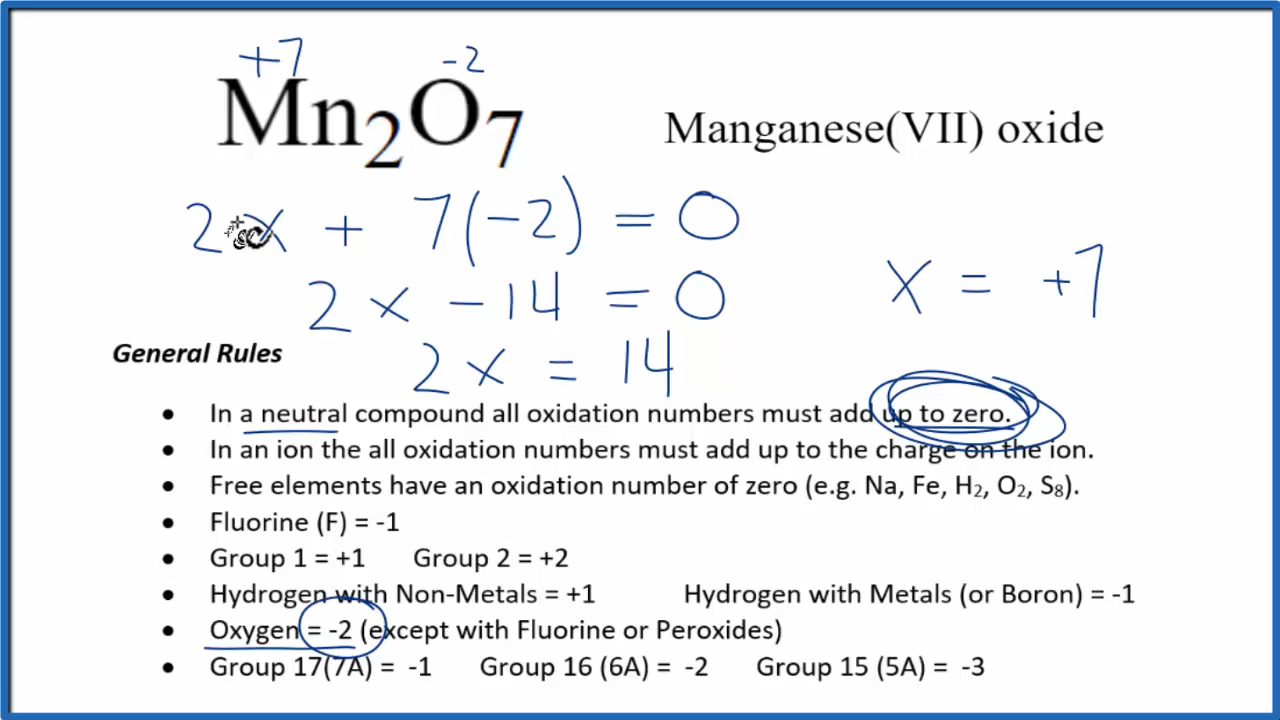 +7 -2
Mn₂O₇ Manganese(VII) oxide
2x + 7(-2) = 0
x = +7
2x - 14 = 0
General Rules
2x = 14
• In a neutral compound all oxidation numbers must add up to zero.
• In an ion the all oxidation numbers must add up to the charge on the ion.
• Free elements have an oxidation number of zero (e.g. Na, Fe, H₂, O₂, S₈).
• Fluorine (F) = -1
• Group 1 = +1 Group 2 = +2
• Hydrogen with Non-Metals = +1 Hydrogen with Metals (or Boron) = -1
• Oxygen = -2 (except with Fluorine or Peroxides)
• Group 17(7A) = -1 Group 16 (6A) = -2 Group 15 (5A) = -3